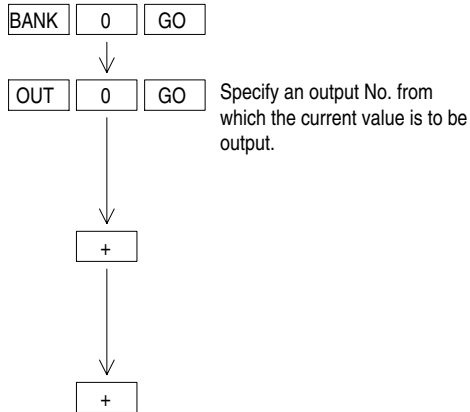 BANK 0 GO
OUT 0 GO Specify an output No. from
which the current value is to be
output.
+
+